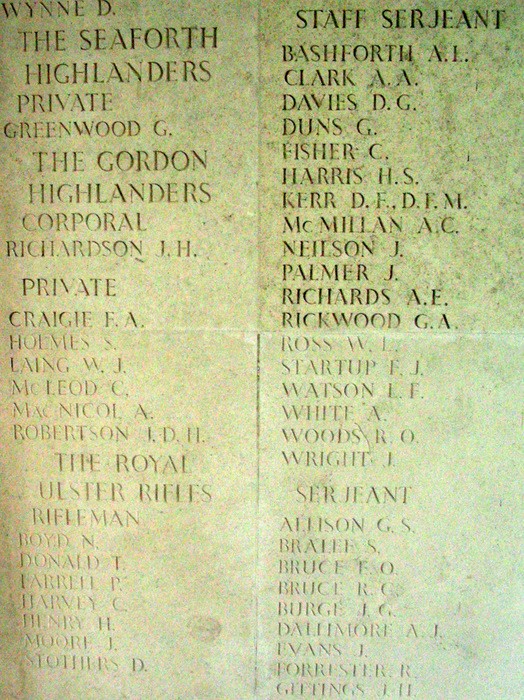 WYNNE D.
THE SEAFORTH
HIGHLANDERS
PRIVATE
GREENWOOD G.
THE GORDON
HIGHLANDERS
CORPORAL
RICHARDSON J. H.
PRIVATE
CRAIGIE F. A.
HOLMES S.
LAING W. J.
McLEOD C.
MacNICOL A.
ROBERTSON J. D. H.
THE ROYAL
ULSTER RIFLES
RIFLEMAN
BOYD N.
DONALD T.
FARRELL P.
HARVEY C.
HENRY H.
MOORE J.
STOTHERS D.
STAFF SERJEANT
BASHFORTH A. L.
CLARK A. A.
DAVIES D. G.
DUNS G.
FISHER C.
HARRIS H. S.
KERR D. F., D. F. M.
McMILLAN A. C.
NEILSON J.
PALMER J.
RICHARDS A. E.
RICKWOOD G. A.
ROSS W. L.
STARTUP F. J.
WATSON L. F.
WHITE A.
WOODS R. O.
WRIGHT J.
SERJEANT
ALLISON G. S.
BRALEE S.
BRUCE F. O.
BRUCE R. C.
BURGE J. G.
DALLIMORE A. J.
EVANS J.
FORRESTER R.
GITTINGS J. H.